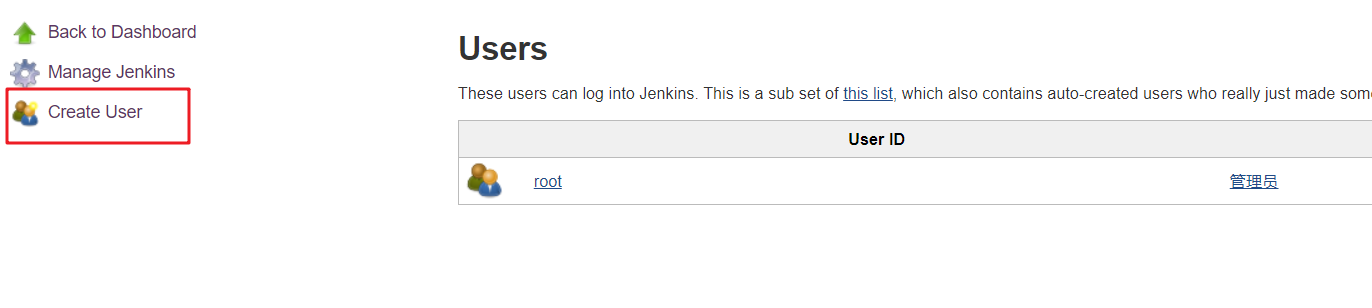 Back to Dashboard
Manage Jenkins
Create User
Users
These users can log into Jenkins. This is a sub set of this list, which also contains auto-created users who really just made
User ID
root 管理员